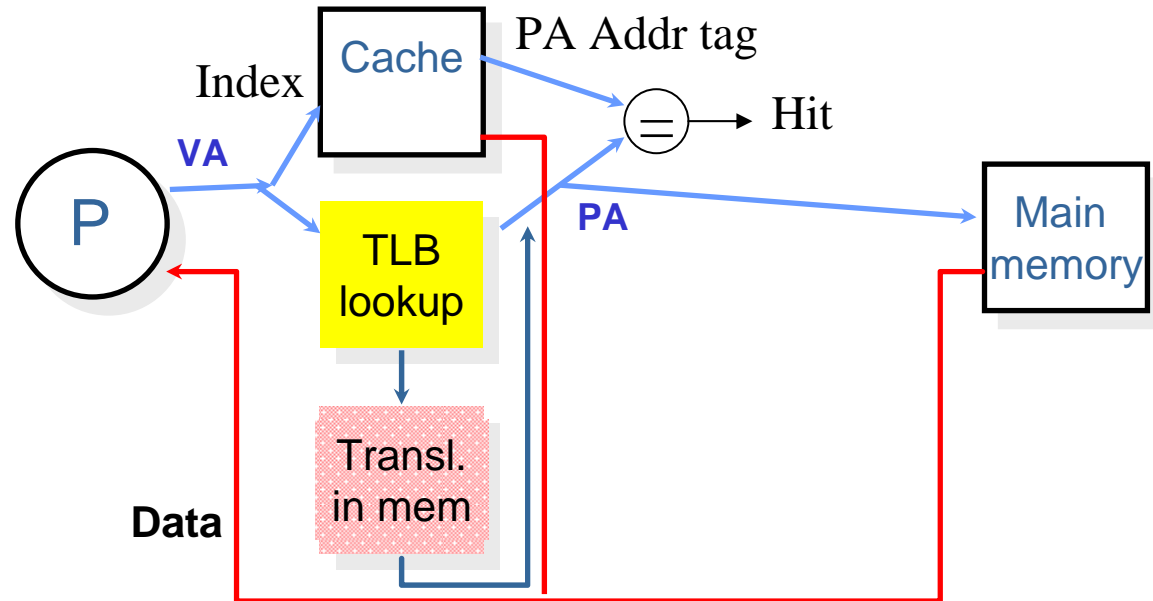 PA Addr tag
Cache
Index
Hit
VA
P
PA
Main
memory
TLB
lookup
Transl.
in mem
Data
=